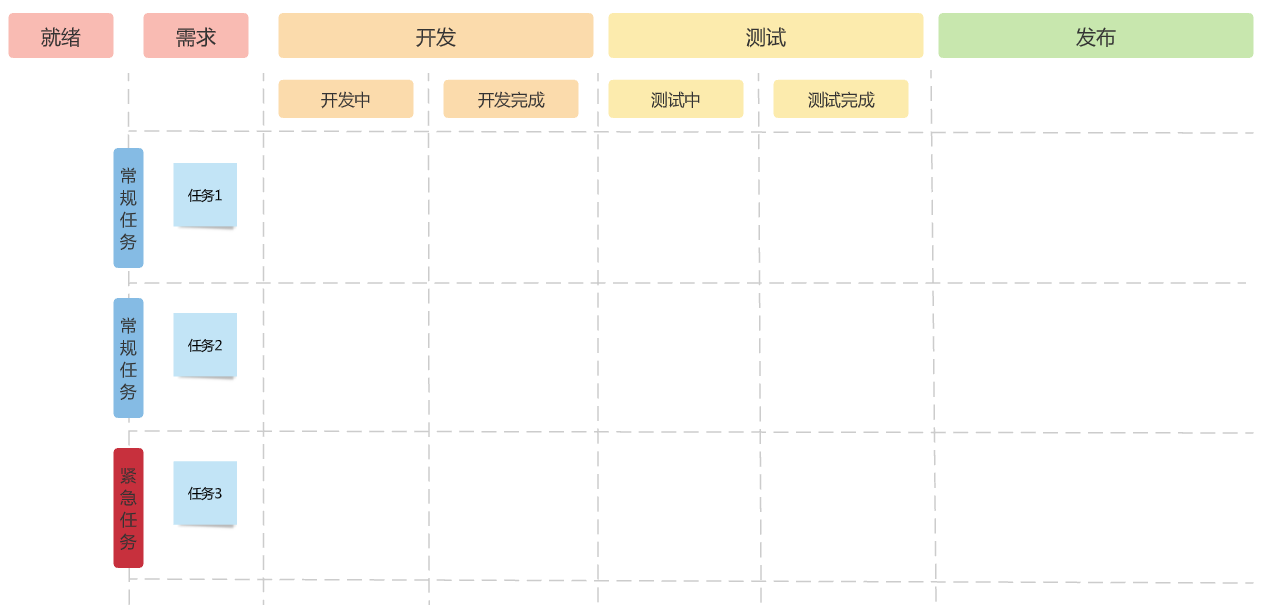 就绪
需求
开发
测试
发布
开发中
开发完成
测试中
测试完成
常规任务
任务1
常规任务
任务2
紧急任务
任务3